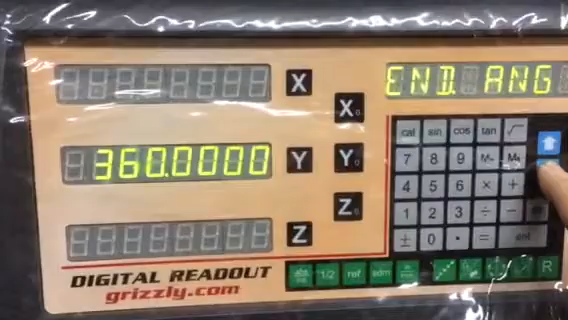 X
END. ANG
X₀
cal sin cos tan √
360.0000
Y
Y₀
7 8 9
4 5 6 × +
Z₀
1 2 3 ÷ −
Z
± 0 . = ent
DIGITAL READOUT
1/2 ref sdm R
grizzly.com